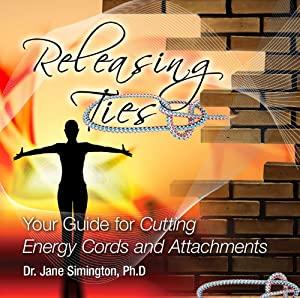 Releasing
Ties
Your Guide for Cutting
Energy Cords and Attachments
Dr. Jane Simington, Ph.D